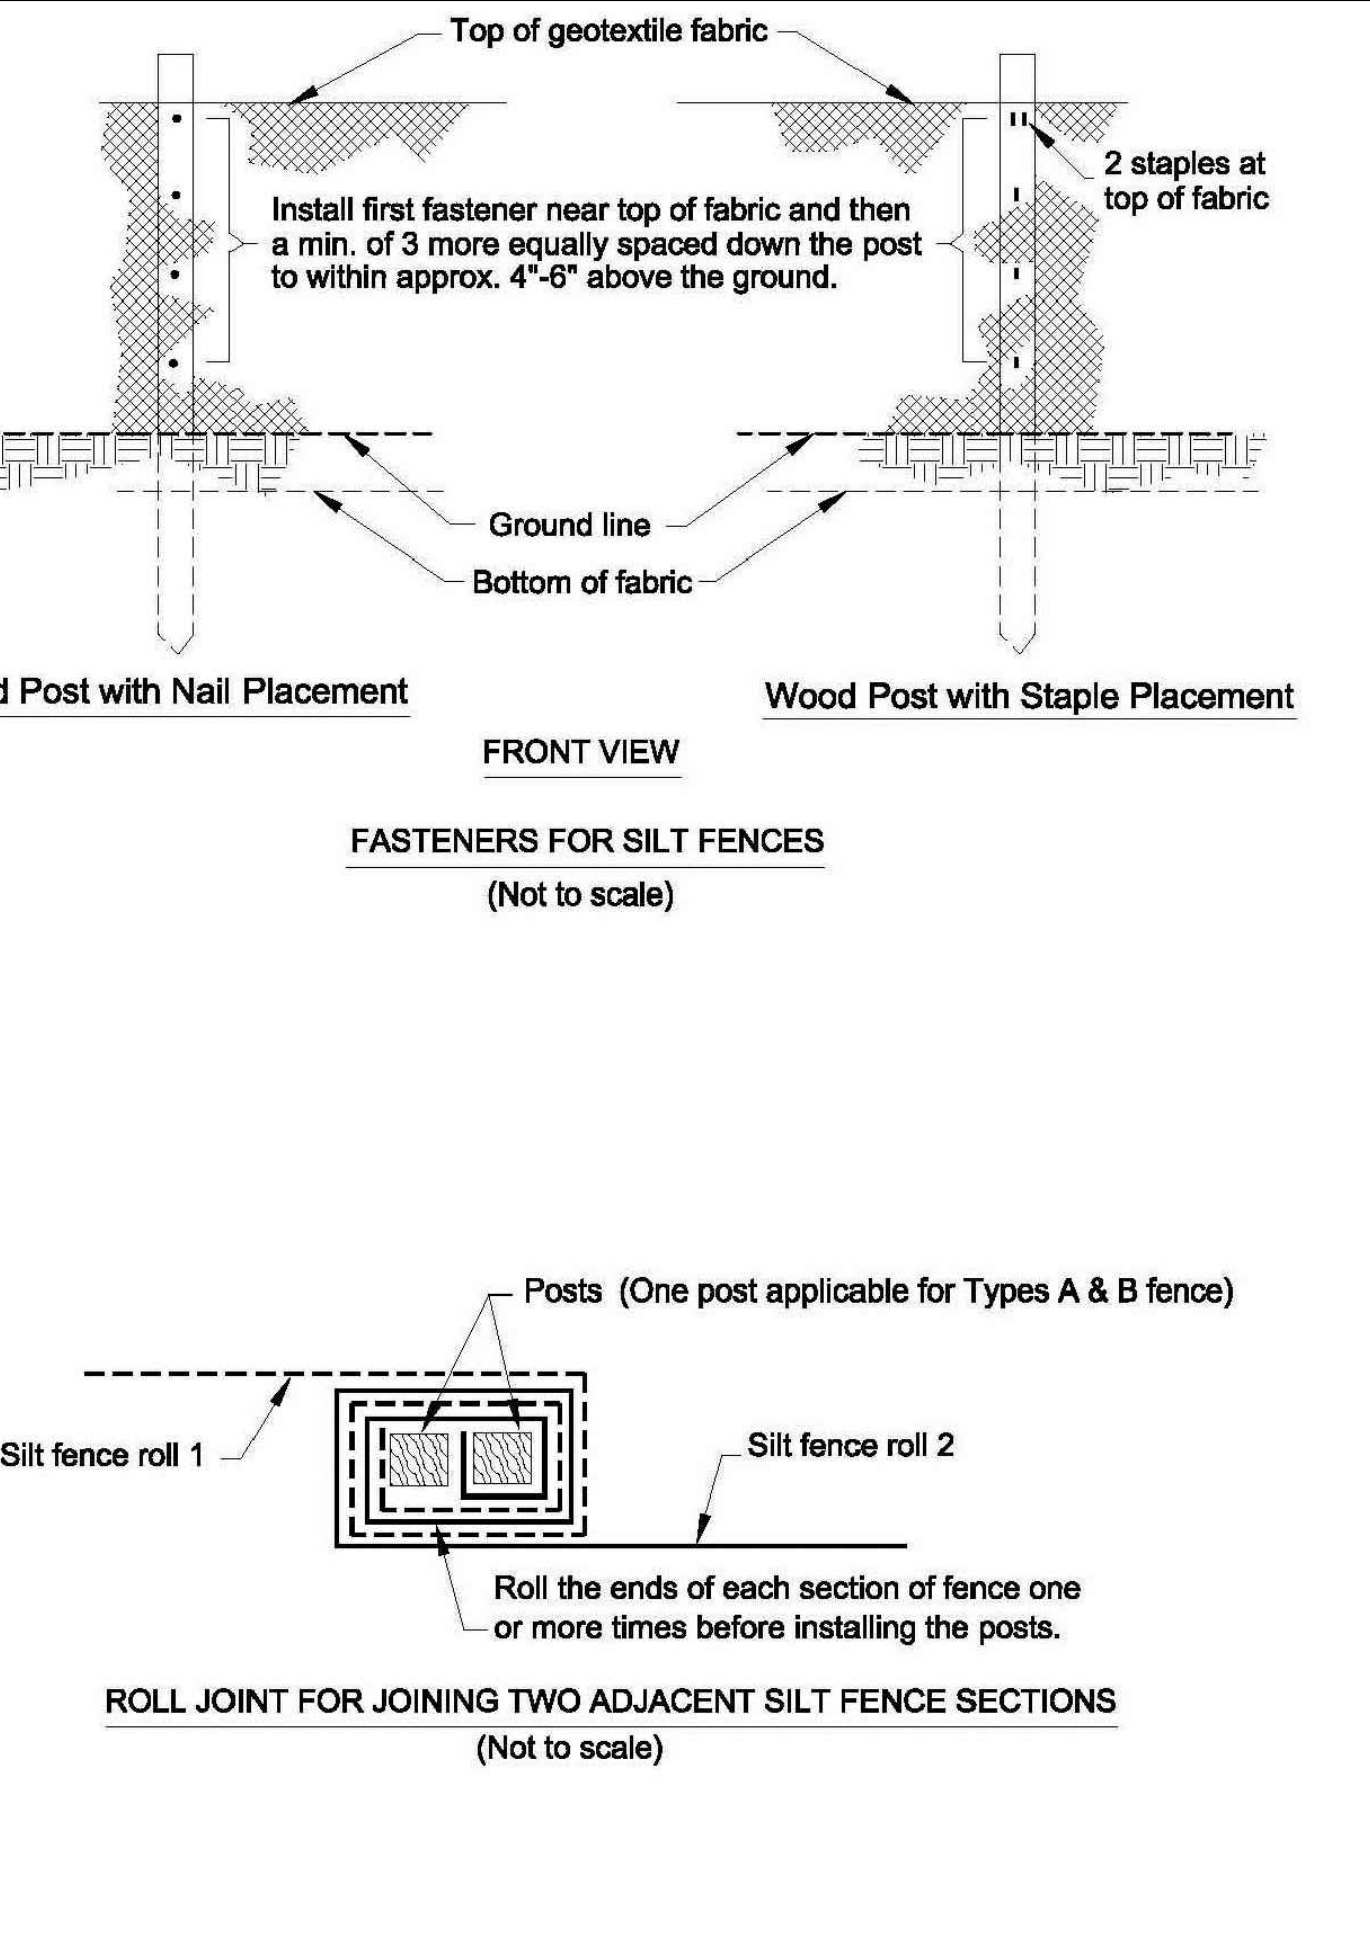 Top of geotextile fabric
2 staples at
top of fabric
Install first fastener near top of fabric and then
a min. of 3 more equally spaced down the post
to within approx. 4"-6" above the ground.
Ground line
Bottom of fabric
d Post with Nail Placement
Wood Post with Staple Placement
FRONT VIEW
FASTENERS FOR SILT FENCES
(Not to scale)
Posts (One post applicable for Types A & B fence)
Silt fence roll 1
Silt fence roll 2
Roll the ends of each section of fence one
or more times before installing the posts.
ROLL JOINT FOR JOINING TWO ADJACENT SILT FENCE SECTIONS
(Not to scale)